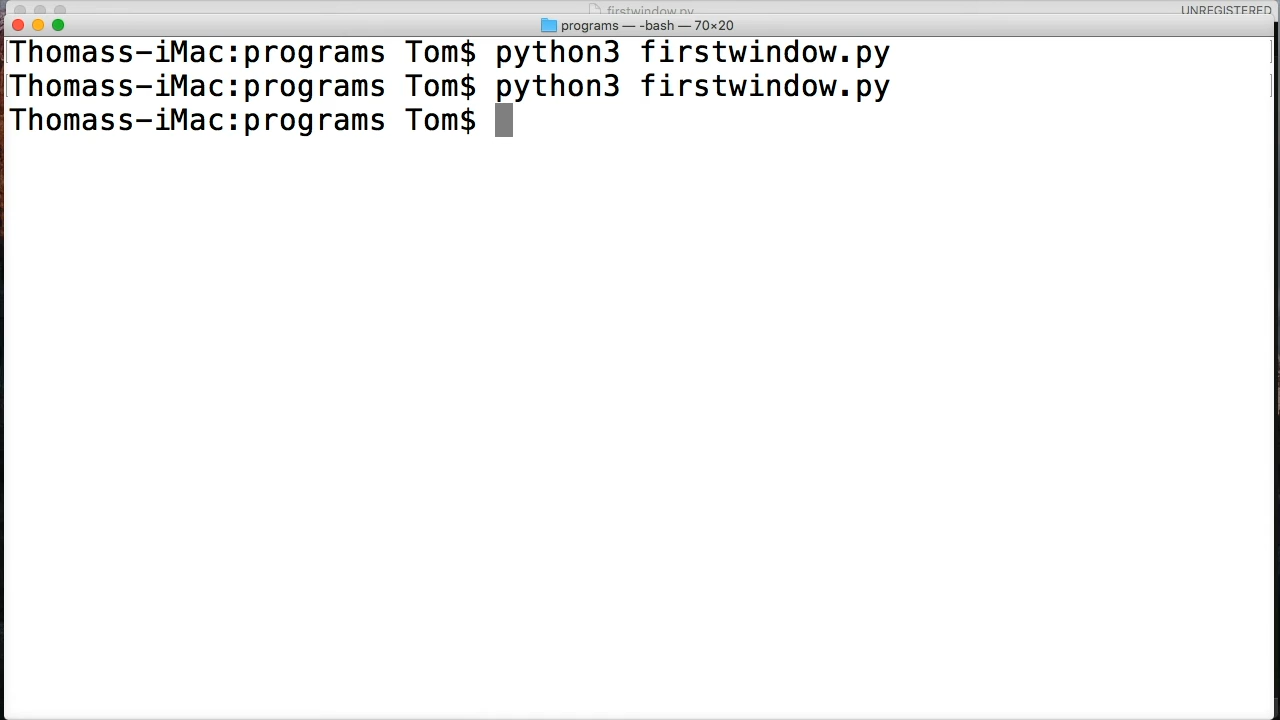 firstwindow.py
UNREGISTERED
programs — -bash — 70×20
Thomass-iMac:programs Tom$ python3 firstwindow.py
Thomass-iMac:programs Tom$ python3 firstwindow.py
Thomass-iMac:programs Tom$